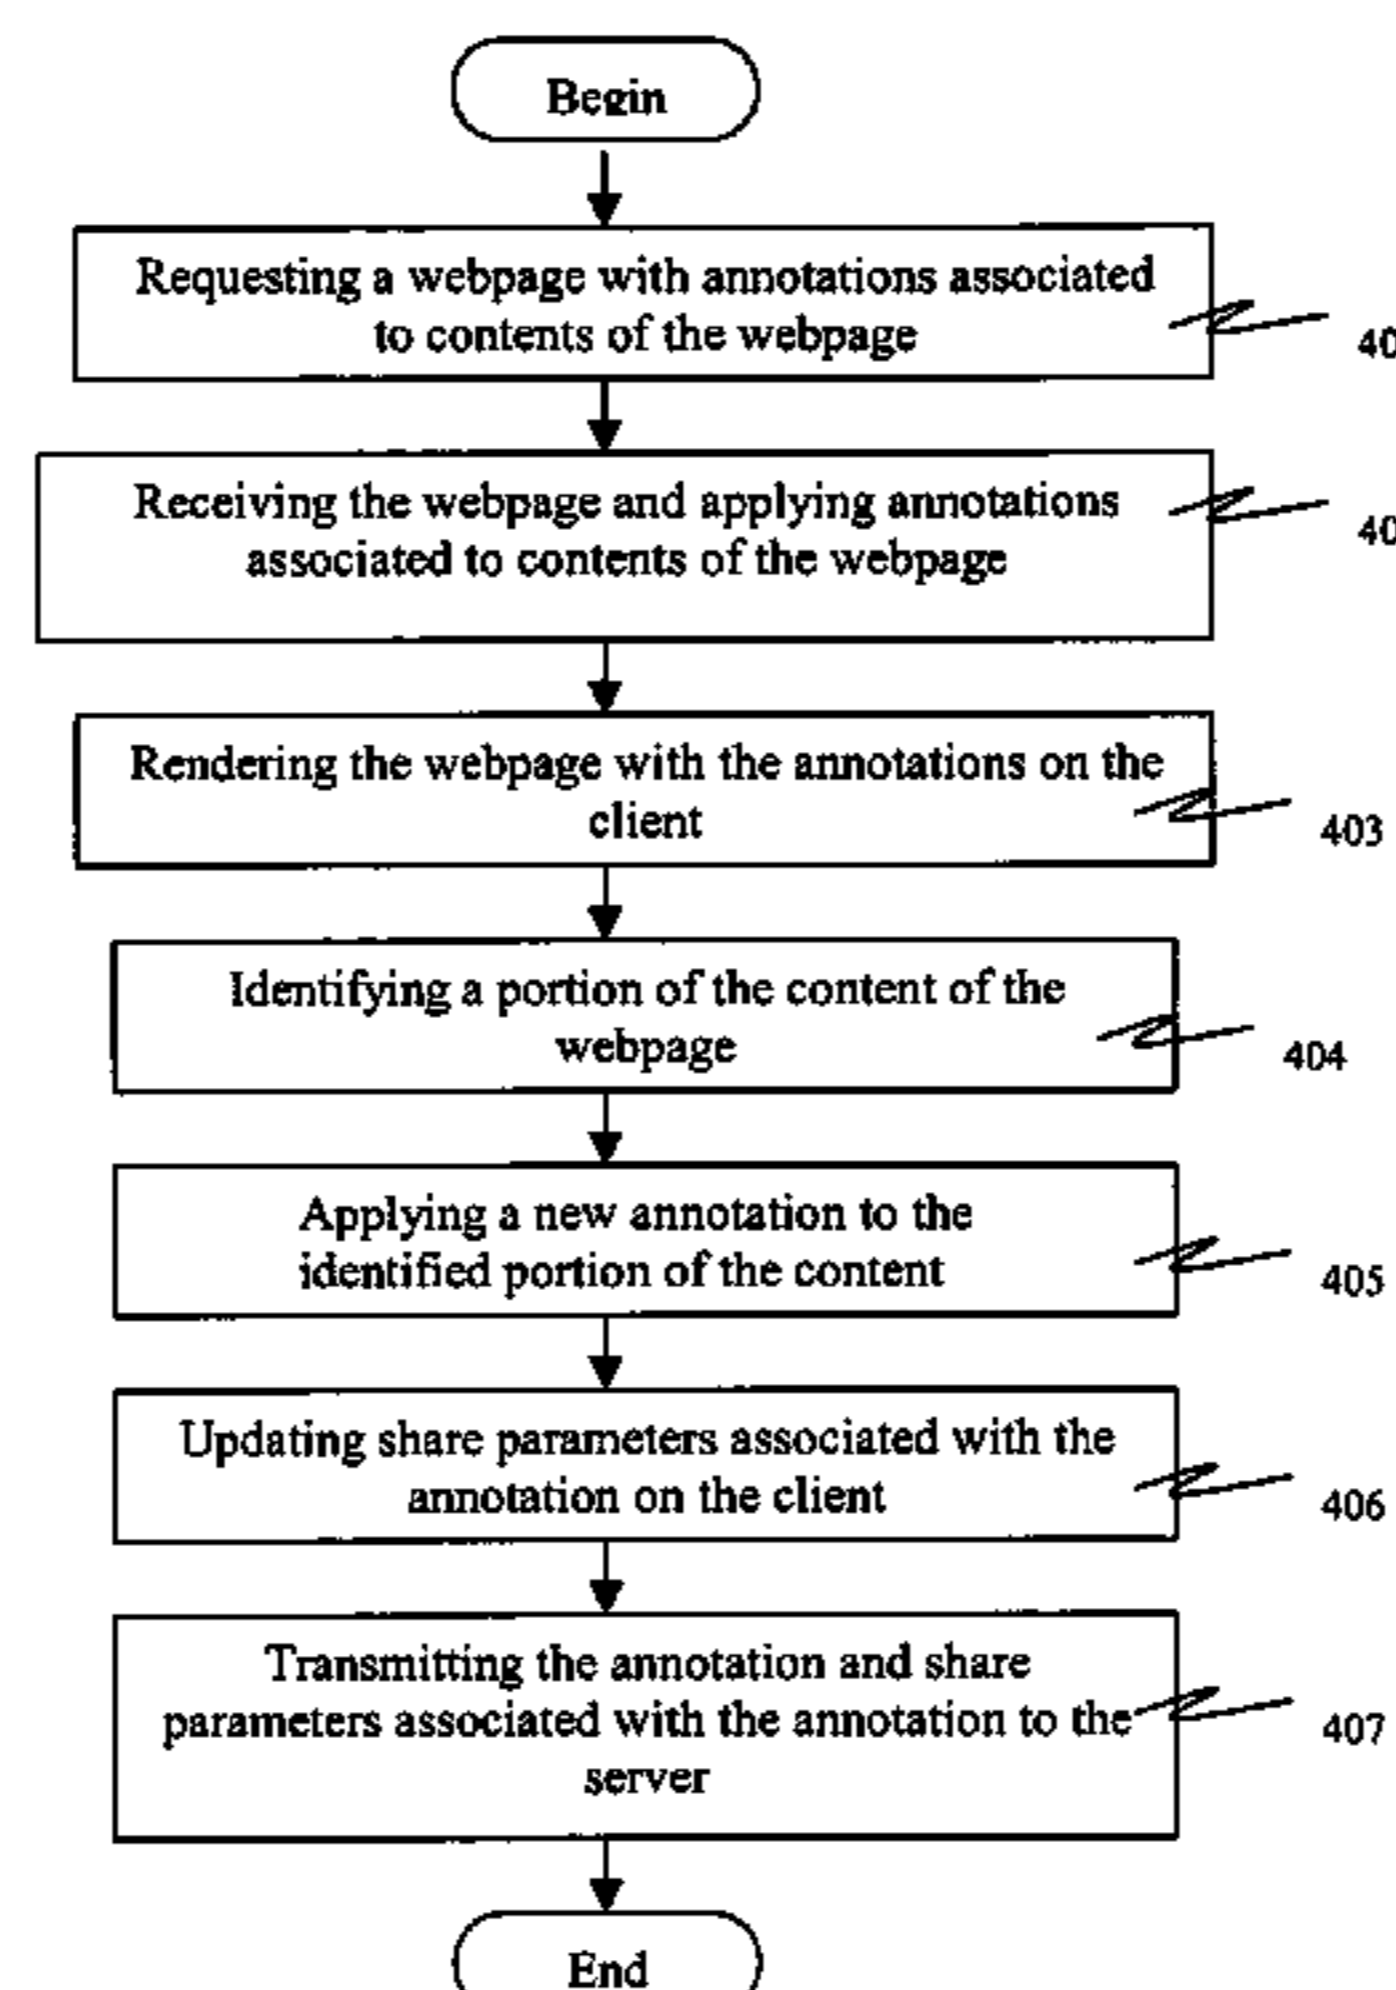 Begin
Requesting a webpage with annotations associated
to contents of the webpage
40
Receiving the webpage and applying annotations
associated to contents of the webpage
40
Rendering the webpage with the annotations on the
client
403
Identifying a portion of the content of the
webpage
404
Applying a new annotation to the
identified portion of the content
405
Updating share parameters associated with the
annotation on the client
406
Transmitting the annotation and share
parameters associated with the annotation to the
server
407
End